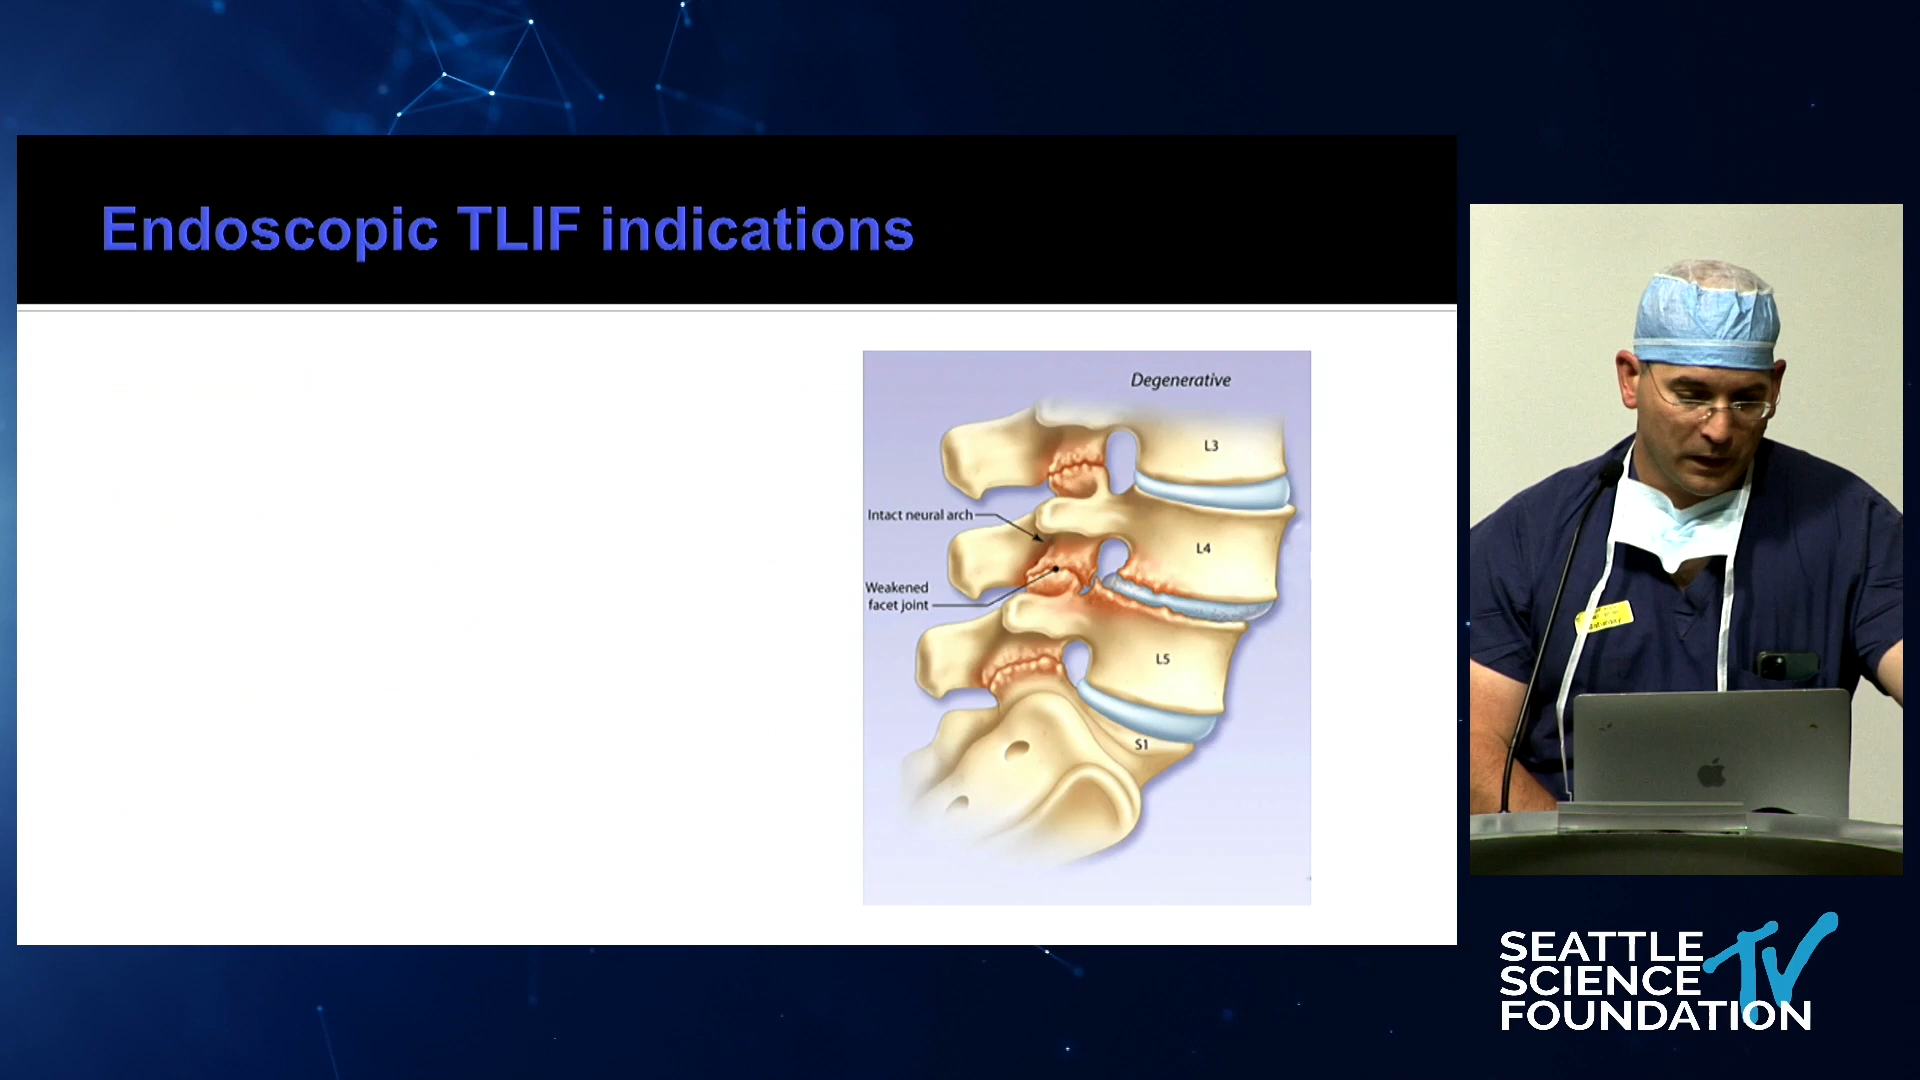 Endoscopic TLIF indications
Degenerative
L3
Intact neural arch
L4
Weakened
facet joint
L5
S1
SEATTLE
SCIENCE
FOUNDATION
TV